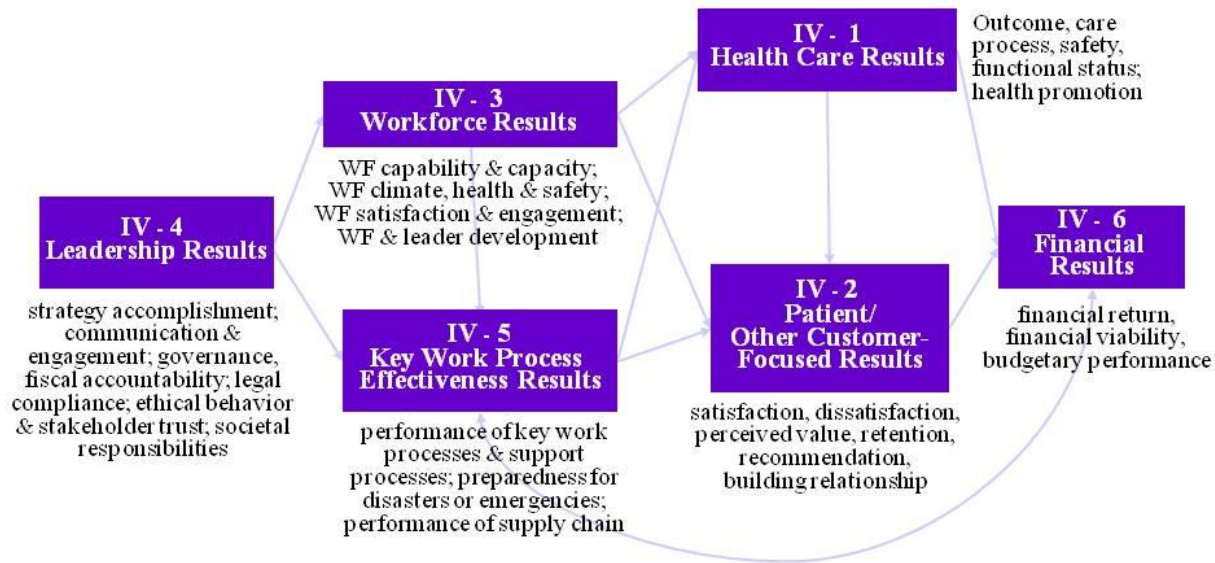 IV - 4
Leadership Results
strategy accomplishment;
communication &
engagement; governance,
fiscal accountability; legal
compliance; ethical behavior
& stakeholder trust; societal
responsibilities
IV - 3
Workforce Results
WF capability & capacity;
WF climate, health & safety;
WF satisfaction & engagement;
WF & leader development
IV - 5
Key Work Process
Effectiveness Results
performance of key work
processes & support
processes; preparedness for
disasters or emergencies;
performance of supply chain
IV - 1
Health Care Results
Outcome, care
process, safety,
functional status;
health promotion
IV - 2
Patient/
Other Customer-
Focused Results
satisfaction, dissatisfaction,
perceived value, retention,
recommendation,
building relationship
IV - 6
Financial
Results
financial return,
financial viability,
budgetary performance